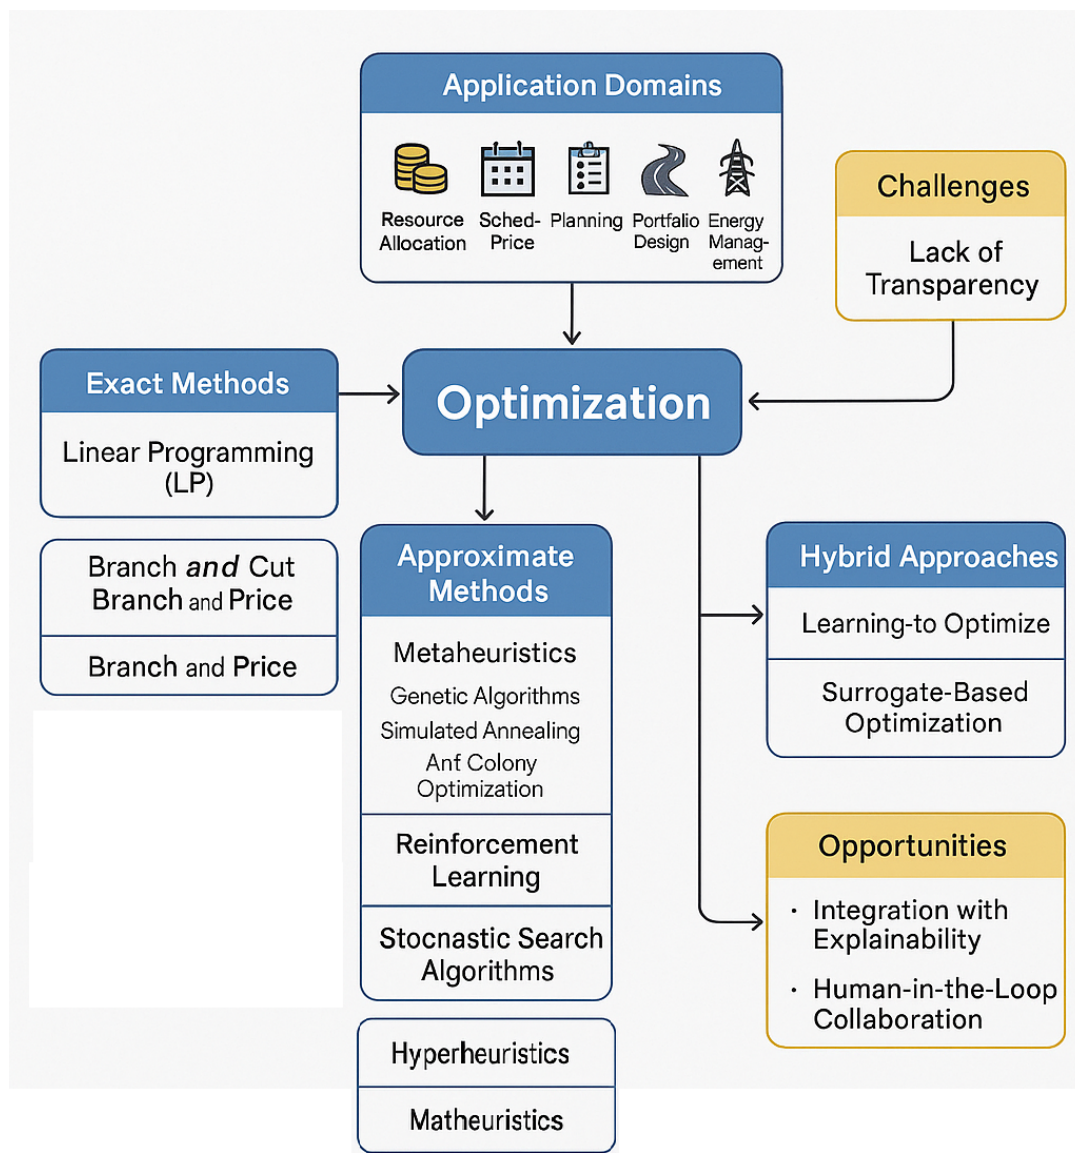 Application Domains
Resource
Allocation
Sched-
Price
Planning
Portfolio
Design
Energy
Manag-
ement
Challenges
Lack of
Transparency
Exact Methods
Linear Programming
(LP)
Optimization
Branch and Cut
Branch and Price
Branch and Price
Approximate
Methods
Metaheuristics
Genetic Algorithms
Simulated Annealing
Anf Colony
Optimization
Reinforcement
Learning
Stocnastic Search
Algorithms
Hyperheuristics
Matheuristics
Hybrid Approaches
Learning-to Optimize
Surrogate-Based
Optimization
Opportunities
· Integration with
Explainability
· Human-in-the-Loop
Collaboration